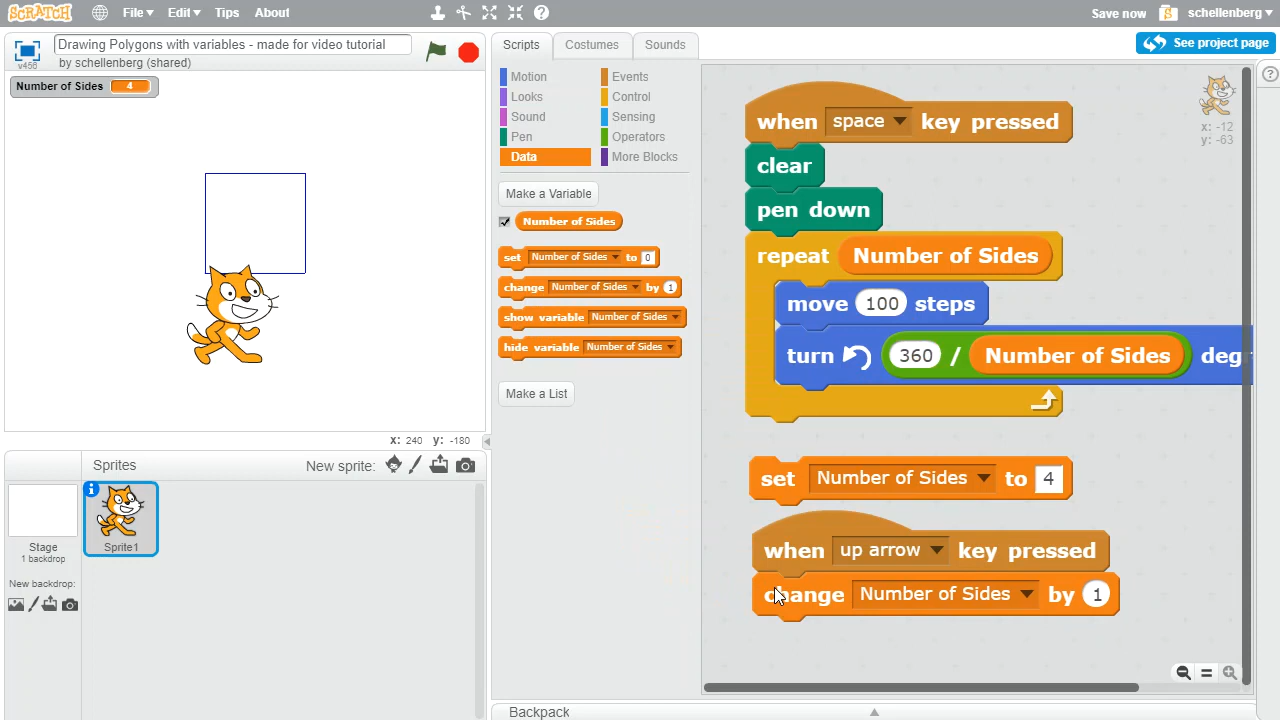 SCRATCH
File
Edit
Tips
About
Save now
schellenberg
v456
Drawing Polygons with variables - made for video tutorial
by schellenberg (shared)
Number of Sides 4
x: 240 y: -180
Scripts
Costumes
Sounds
See project page
Motion
Looks
Sound
Pen
Data
Events
Control
Sensing
Operators
More Blocks
Make a Variable
Number of Sides
set Number of Sides to 0
change Number of Sides by 1
show variable Number of Sides
hide variable Number of Sides
Make a List
when space key pressed
clear
pen down
repeat Number of Sides
move 100 steps
turn 360 / Number of Sides deg
set Number of Sides to 4
when up arrow key pressed
change Number of Sides by 1
x: -12
y: -63
Sprites
New sprite:
Stage
1 backdrop
New backdrop:
Sprite1
Backpack